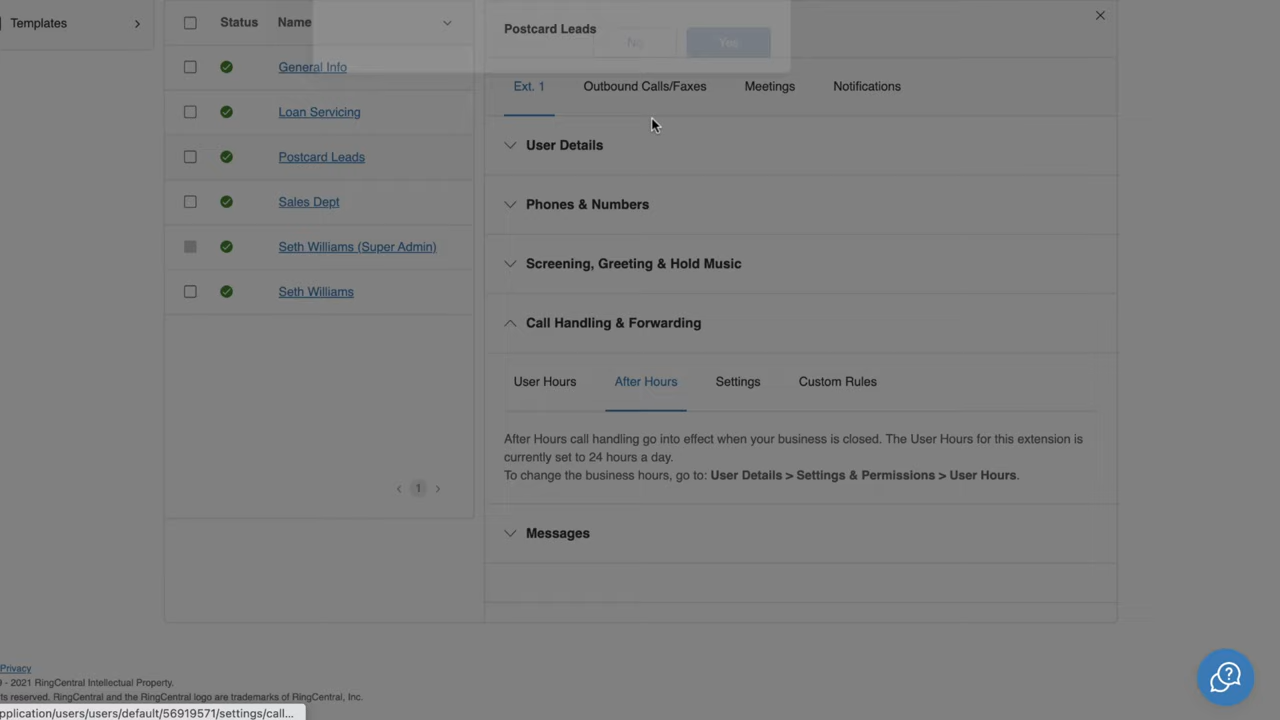 Templates
Status Name
General Info
Loan Servicing
Postcard Leads
Sales Dept
Seth Williams (Super Admin)
Seth Williams
1
Postcard Leads
No Yes
Ext. 1 Outbound Calls/Faxes Meetings Notifications
User Details
Phones & Numbers
Screening, Greeting & Hold Music
Call Handling & Forwarding
User Hours After Hours Settings Custom Rules
After Hours call handling go into effect when your business is closed. The User Hours for this extension is
currently set to 24 hours a day.
To change the business hours, go to: User Details > Settings & Permissions > User Hours.
Messages
Privacy
9 - 2021 RingCentral Intellectual Property.
ts reserved. RingCentral and the RingCentral logo are trademarks of RingCentral, Inc.
pplication/users/users/default/56919571/settings/call...